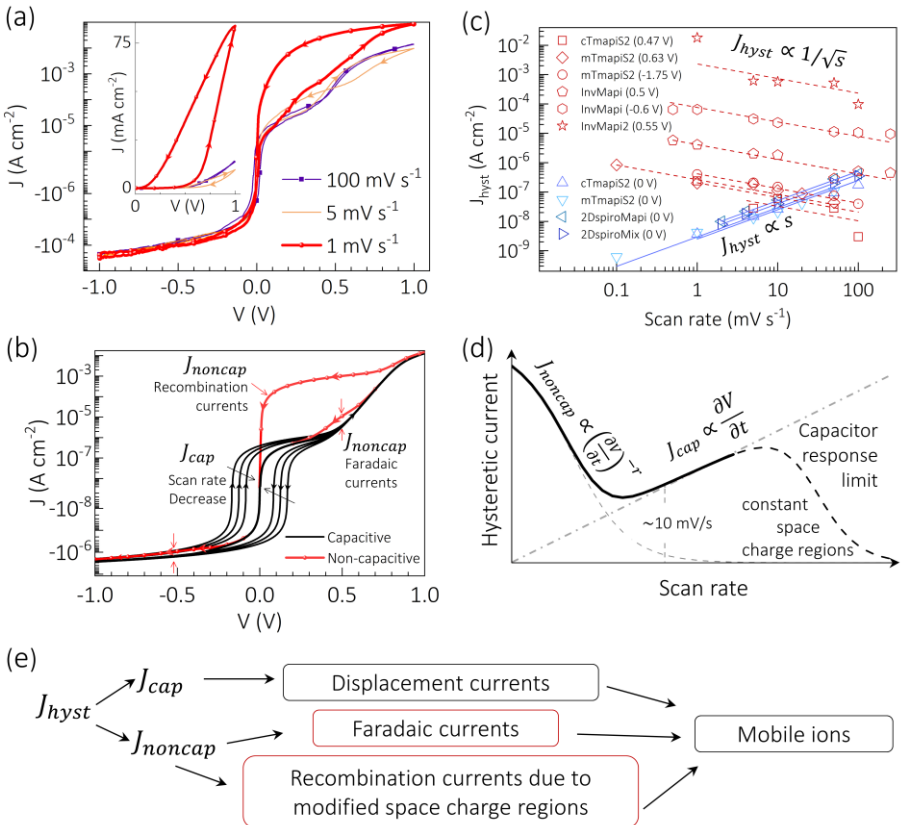 (a)
J (A cm⁻²)
10⁻²
10⁻⁴
10⁻⁶
-10⁻⁶
-10⁻⁴
-1.0
-0.5
0.0
0.5
1.0
V (V)
J (mA cm⁻²)
75
0
0
V (V)
1
100 mV s⁻¹
5 mV s⁻¹
1 mV s⁻¹
(c)
J_hyst (A cm⁻²)
10⁻²
10⁻³
10⁻⁴
10⁻⁵
10⁻⁶
10⁻⁷
10⁻⁸
10⁻⁹
cTmapiS2 (0.47 V)
mTmapiS2 (0.63 V)
mTmapiS2 (-1.75 V)
InvMapi (0.5 V)
InvMapi (-0.6 V)
InvMapi2 (0.55 V)
J_hyst ∝ 1/√s
cTmapiS2 (0 V)
mTmapiS2 (0 V)
2DspiroMapi (0 V)
2DspiroMix (0 V)
J_hyst ∝ s
0.1
1
10
100
Scan rate (mV s⁻¹)
(b)
J (A cm⁻²)
10⁻³
10⁻⁵
10⁻⁷
-10⁻⁶
-1.0
-0.5
0.0
0.5
1.0
V (V)
J_noncap
Recombination
currents
J_cap
Scan rate
Decrease
J_noncap
Faradaic
currents
Capacitive
Non-capacitive
(d)
Hysteretic current
J_noncap ∝ (∂V/∂t)⁻ʳ
J_cap ∝ ∂V/∂t
Capacitor
response
limit
~10 mV/s
constant
space
charge regions
Scan rate
(e)
J_hyst
J_cap
Displacement currents
J_noncap
Faradaic currents
Recombination currents due to
modified space charge regions
Mobile ions